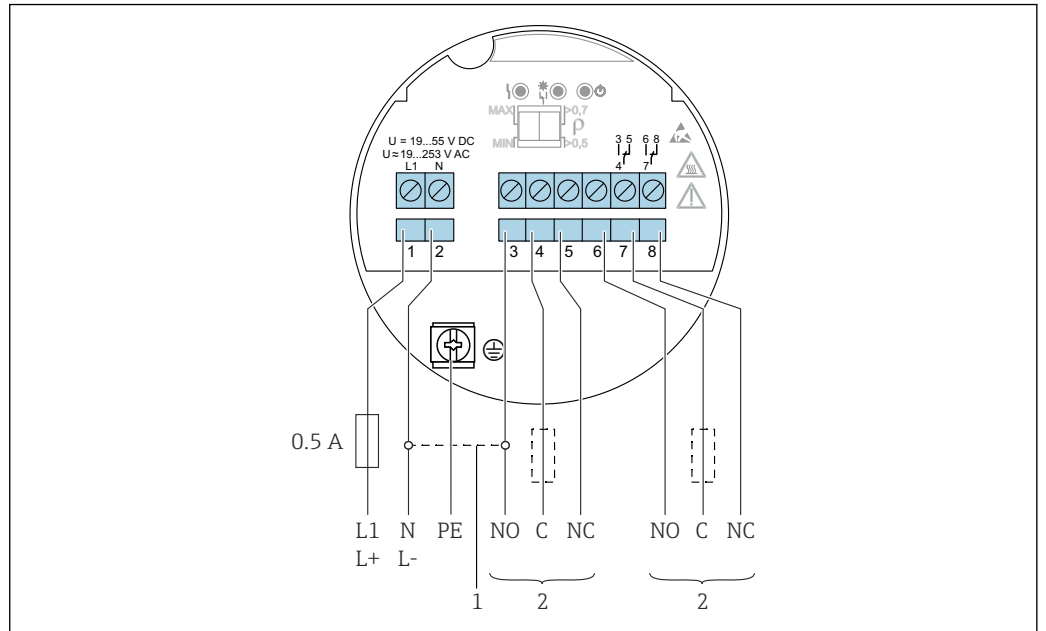 MAX >0,7
ρ
MIN >0,5
U = 19...55 V DC
U≂19...253 V AC
L1 N
3 5 6 8
4 7
1 2 3 4 5 6 7 8
0.5 A
L1 N PE NO C NC NO C NC
L+ L-
1 2 2